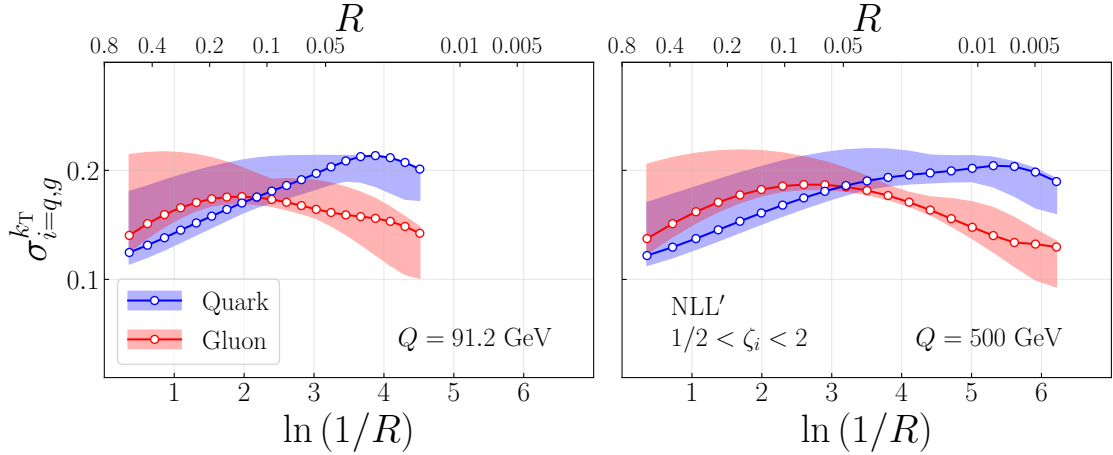 R R
0.8 0.4 0.2 0.1 0.05 0.01 0.005 0.8 0.4 0.2 0.1 0.05 0.01 0.005
σ_{i=q,g}^{k_T}
0.2
0.1
Quark
Gluon
Q = 91.2 GeV
NLL′
1/2 < ζ_i < 2
Q = 500 GeV
1 2 3 4 5 6 1 2 3 4 5 6
ln (1/R) ln (1/R)